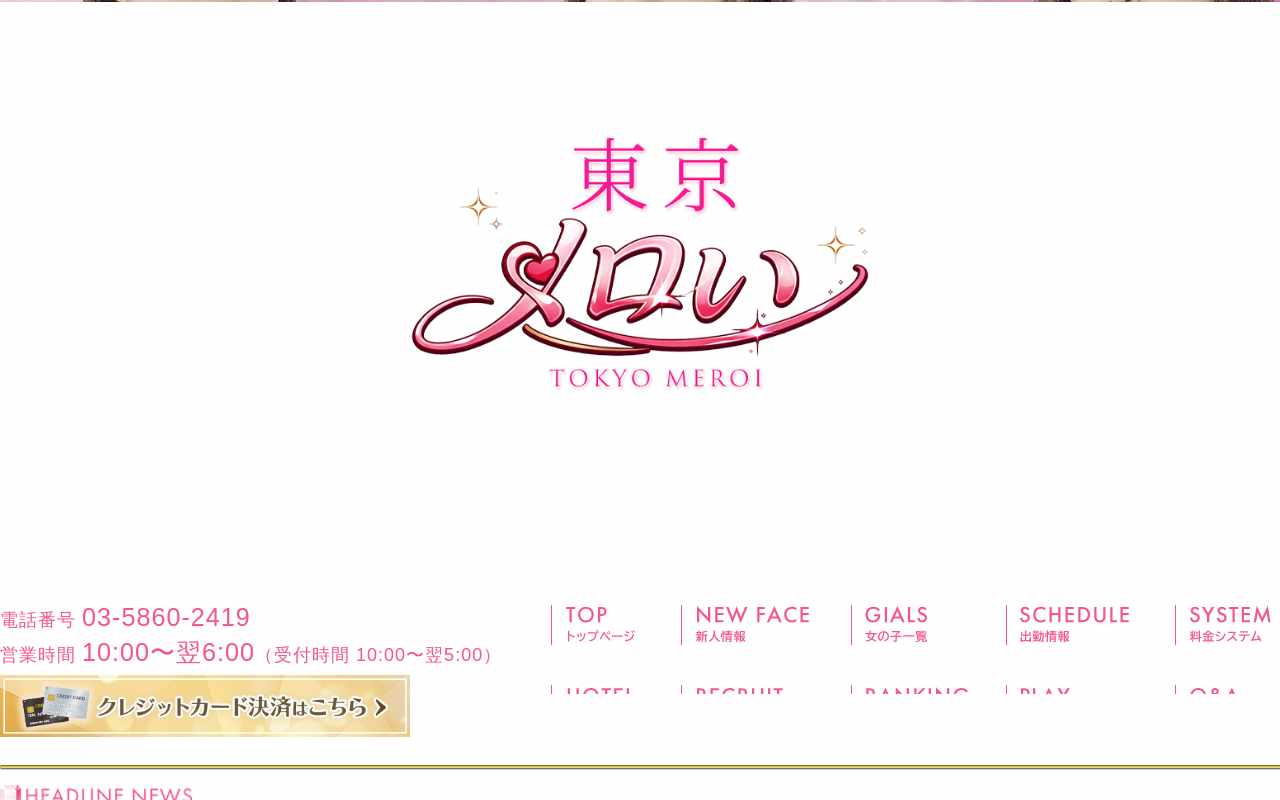 東京
メロい
TOKYO MEROI
電話番号 03-5860-2419
営業時間 10:00〜翌6:00（受付時間 10:00〜翌5:00）
クレジットカード決済はこちら
TOP
トップページ
NEW FACE
新人情報
GIALS
女の子一覧
SCHEDULE
出勤情報
SYSTEM
料金システム
HOTEL
RECRUIT
RANKING
PLAY
Q&A
HEADLINE NEWS